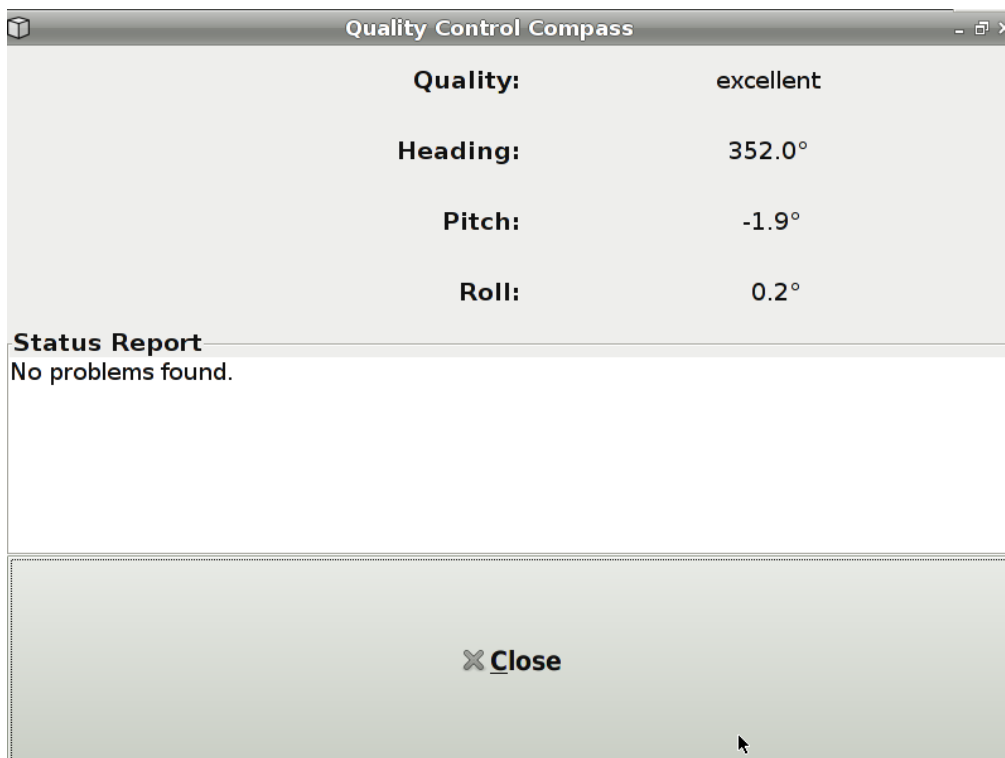 Quality Control Compass
Quality: excellent
Heading: 352.0°
Pitch: -1.9°
Roll: 0.2°
Status Report
No problems found.
Close